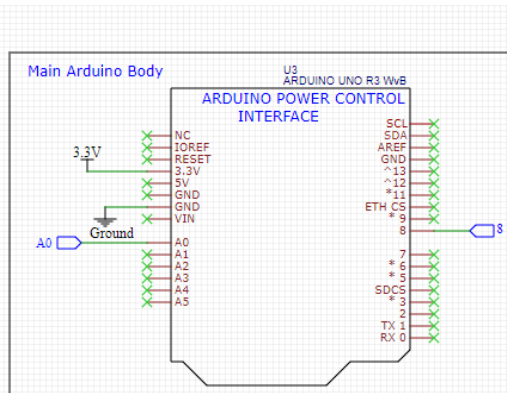 Main Arduino Body
U3
ARDUINO UNO R3 WvB
ARDUINO POWER CONTROL
INTERFACE
3.3V
Ground
A0
NC
IOREF
RESET
3.3V
5V
GND
GND
VIN
A0
A1
A2
A3
A4
A5
SCL
SDA
AREF
GND
^13
^12
*11
ETH CS
* 9
8
7
* 6
* 5
SDCS
* 3
2
TX 1
RX 0
8